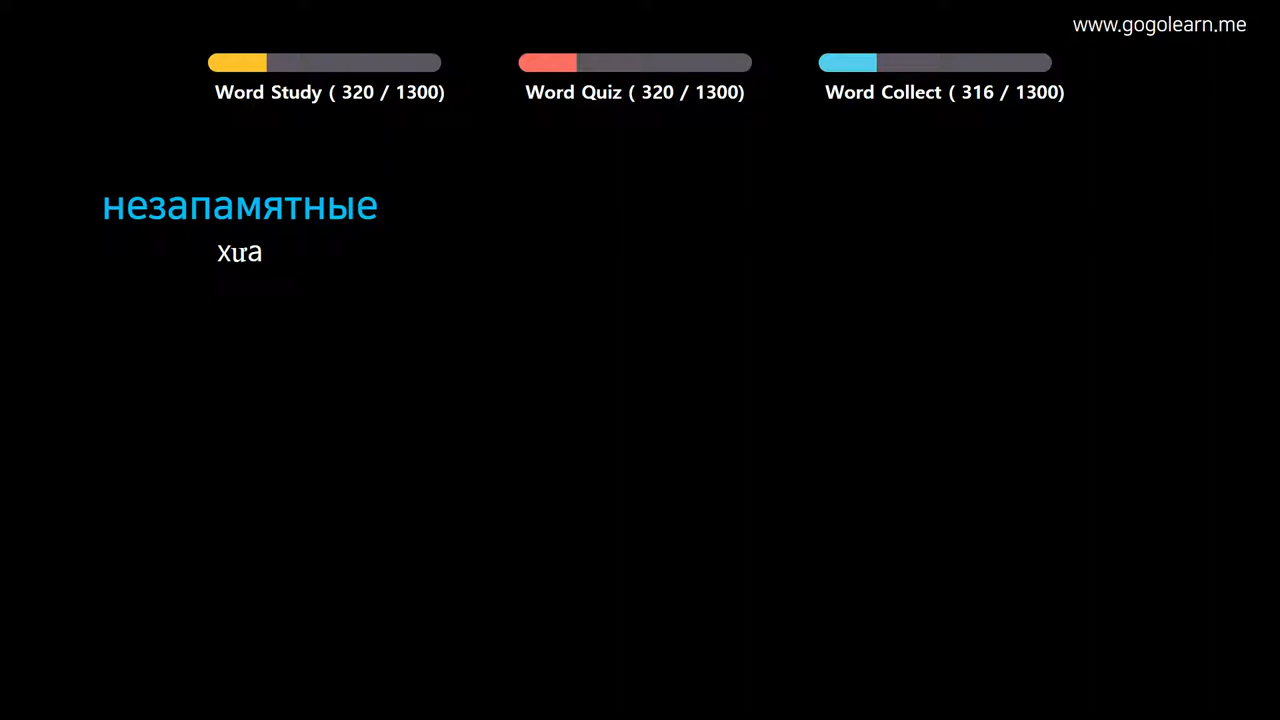 www.gogolearn.me
Word Study ( 320 / 1300)
Word Quiz ( 320 / 1300)
Word Collect ( 316 / 1300)
незапамятные
xưa